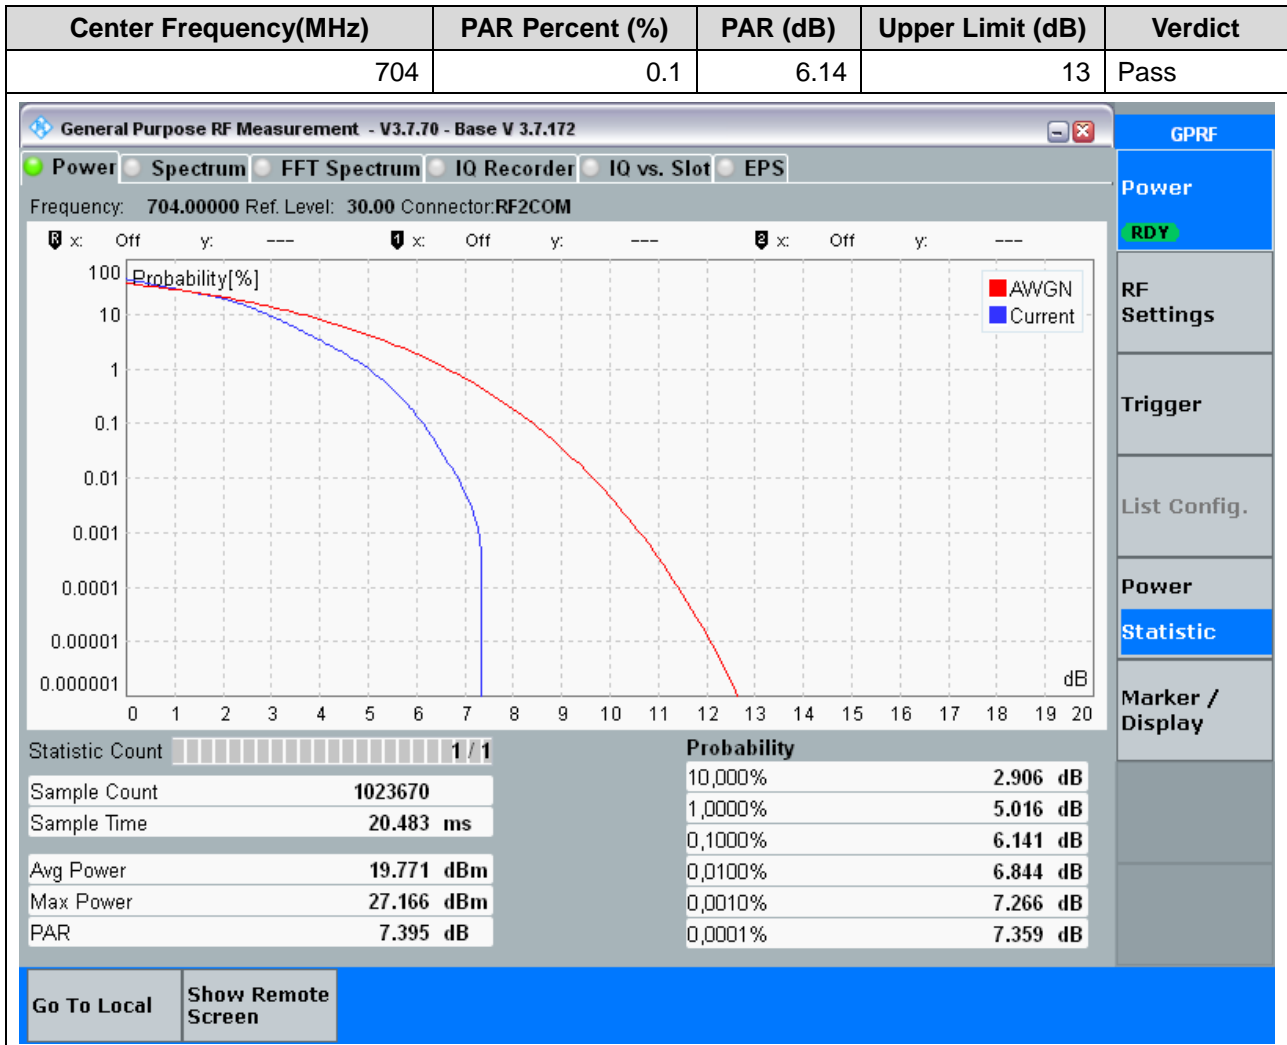 Center Frequency(MHz) PAR Percent (%) PAR (dB) Upper Limit (dB) Verdict
704 0.1 6.14 13 Pass
General Purpose RF Measurement - V3.7.70 - Base V 3.7.172
GPRF
Power Spectrum FFT Spectrum IQ Recorder IQ vs. Slot EPS
Power
RDY
Frequency: 704.00000 Ref. Level: 30.00 Connector:RF2COM
R x: Off y: --- 1 x: Off y: --- 2 x: Off y: ---
Probability[%]
AWGN
Current
100
10
1
0.1
0.01
0.001
0.0001
0.00001
0.000001
dB
0 1 2 3 4 5 6 7 8 9 10 11 12 13 14 15 16 17 18 19 20
RF
Settings
Trigger
List Config.
Power
Statistic
Marker /
Display
Statistic Count 1 / 1
Sample Count 1023670
Sample Time 20.483 ms
Avg Power 19.771 dBm
Max Power 27.166 dBm
PAR 7.395 dB
Probability
10,000% 2.906 dB
1,0000% 5.016 dB
0,1000% 6.141 dB
0,0100% 6.844 dB
0,0010% 7.266 dB
0,0001% 7.359 dB
Go To Local
Show Remote
Screen